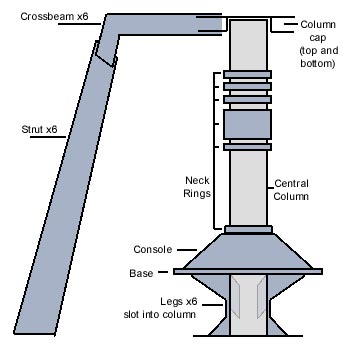 Crossbeam x6
Column
cap
(top and
bottom)
Strut x6
Neck
Rings
Central
Column
Console
Base
Legs x6
slot into column